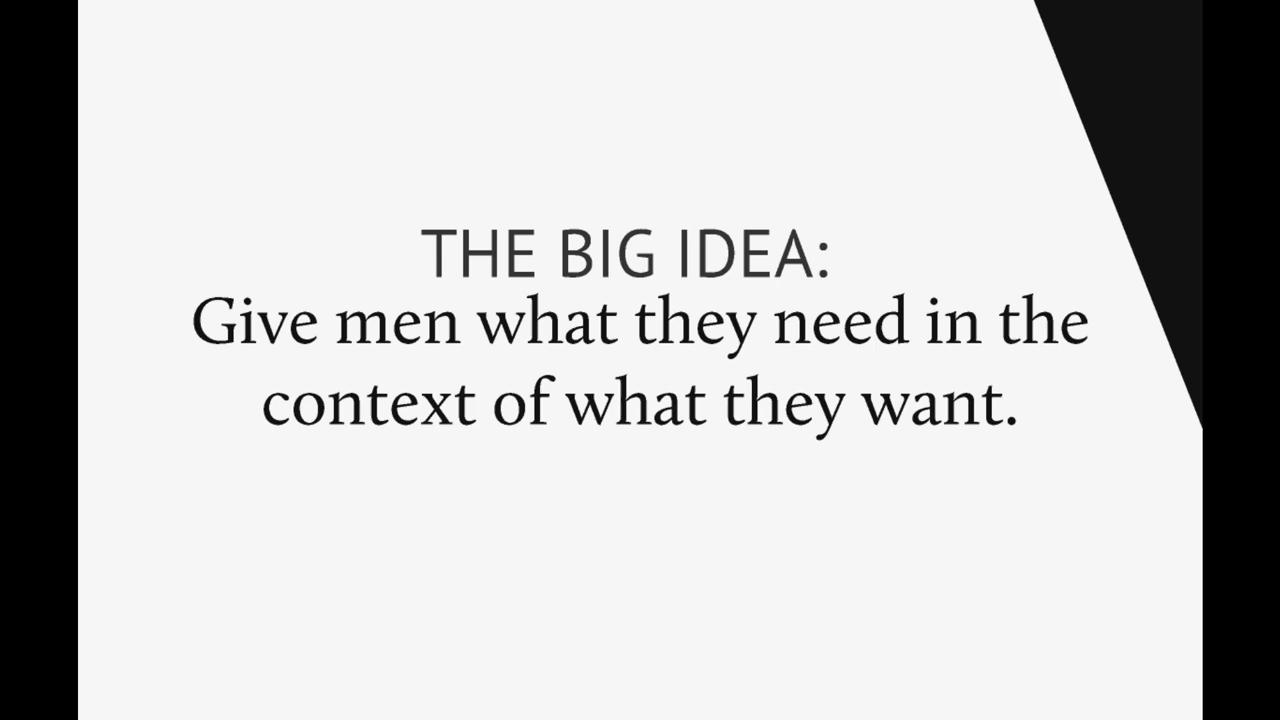 THE BIG IDEA:
Give men what they need in the
context of what they want.